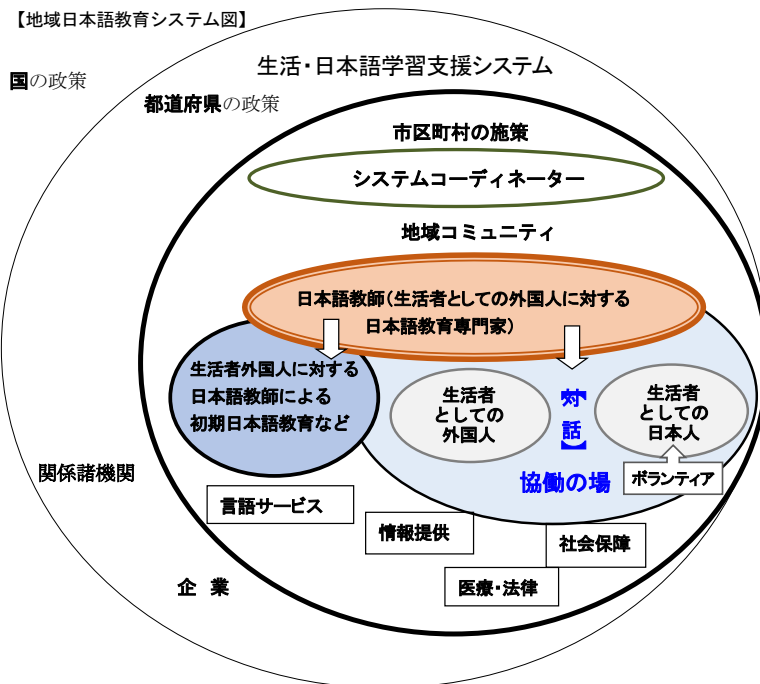 【地域日本語教育システム図】
生活・日本語学習支援システム
国の政策
都道府県の政策
市区町村の施策
システムコーディネーター
地域コミュニティ
日本語教師(生活者としての外国人に対する
日本語教育専門家)
生活者外国人に対する
日本語教師による
初期日本語教育など
生活者
としての
外国人
【対話】
生活者
としての
日本人
協働の場
ボランティア
関係諸機関
言語サービス
情報提供
社会保障
医療・法律
企 業